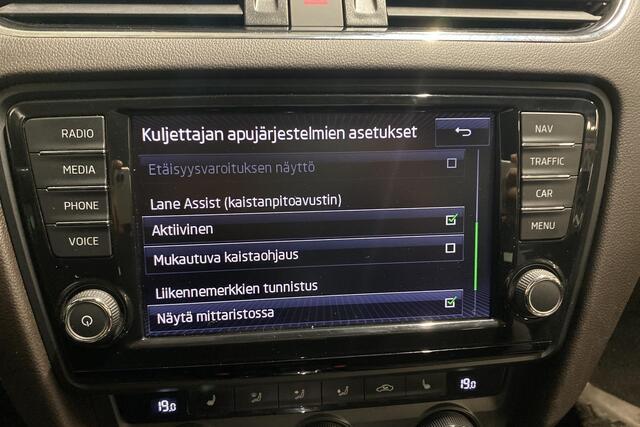 RADIO
MEDIA
PHONE
VOICE
Kuljettajan apujärjestelmien asetukset
Etäisyysvaroituksen näyttö
Lane Assist (kaistanpitoavustin)
Aktiivinen
Mukautuva kaistaohjaus
Liikennemerkkien tunnistus
Näytä mittaristossa
NAV
TRAFFIC
CAR
MENU
19.0
19.0